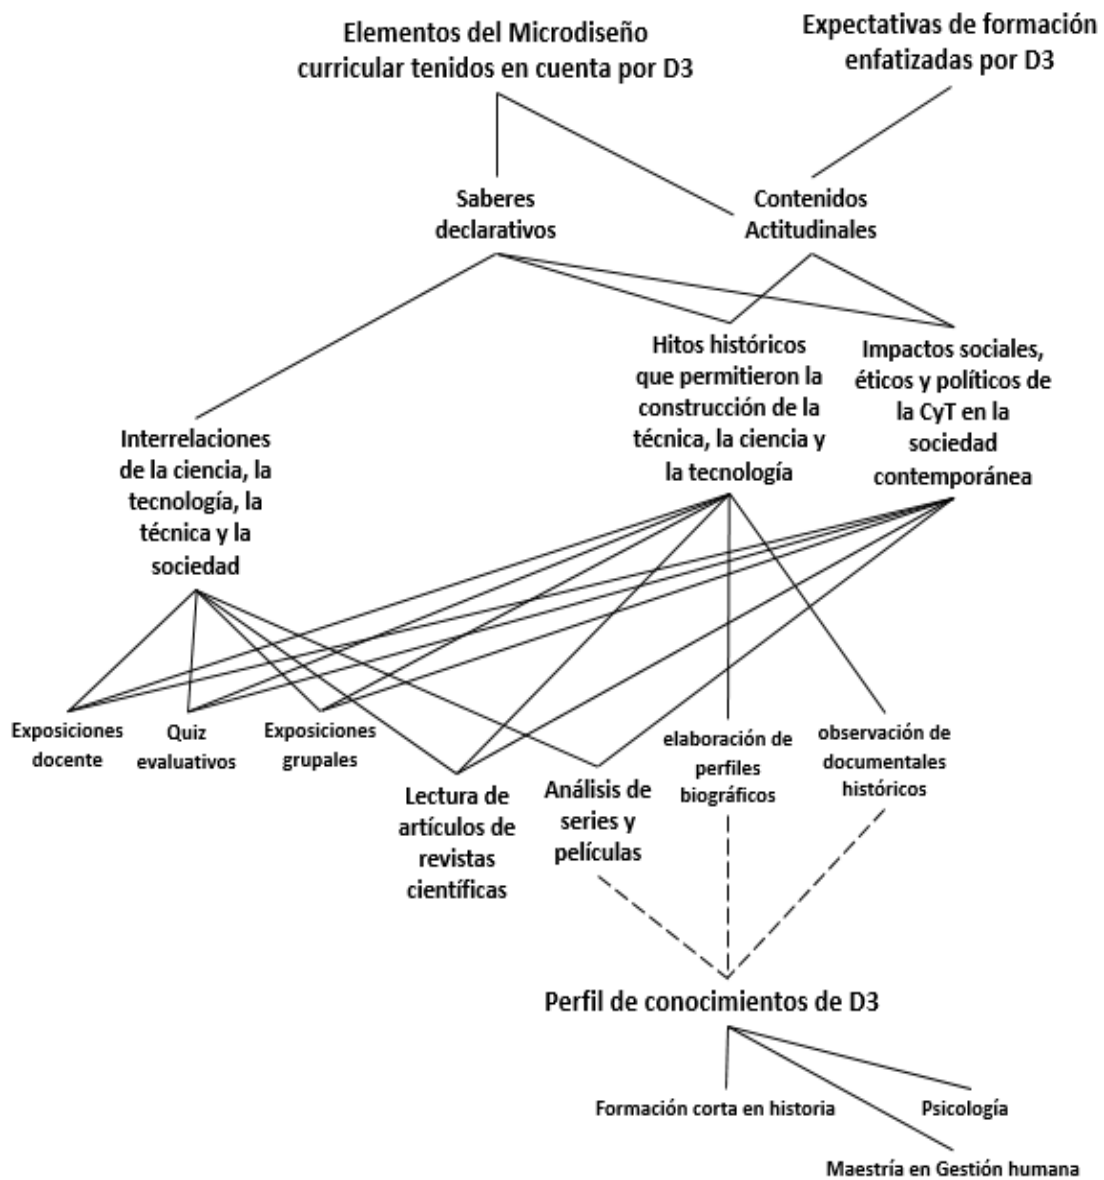 Elementos del Microdiseño
curricular tenidos en cuenta por D3
Expectativas de formación
enfatizadas por D3
Saberes
declarativos
Contenidos
Actitudinales
Interrelaciones
de la ciencia, la
tecnología, la
técnica y la
sociedad
Hitos históricos
que permitieron la
construcción de la
técnica, la ciencia y
la tecnología
Impactos sociales,
éticos y políticos de
la CyT en la
sociedad
contemporánea
Exposiciones
docente
Quiz
evaluativos
Exposiciones
grupales
Lectura de
artículos de
revistas
científicas
Análisis de
series y
películas
elaboración de
perfiles
biográficos
observación de
documentales
históricos
Perfil de conocimientos de D3
Formación corta en historia
Psicología
Maestría en Gestión humana